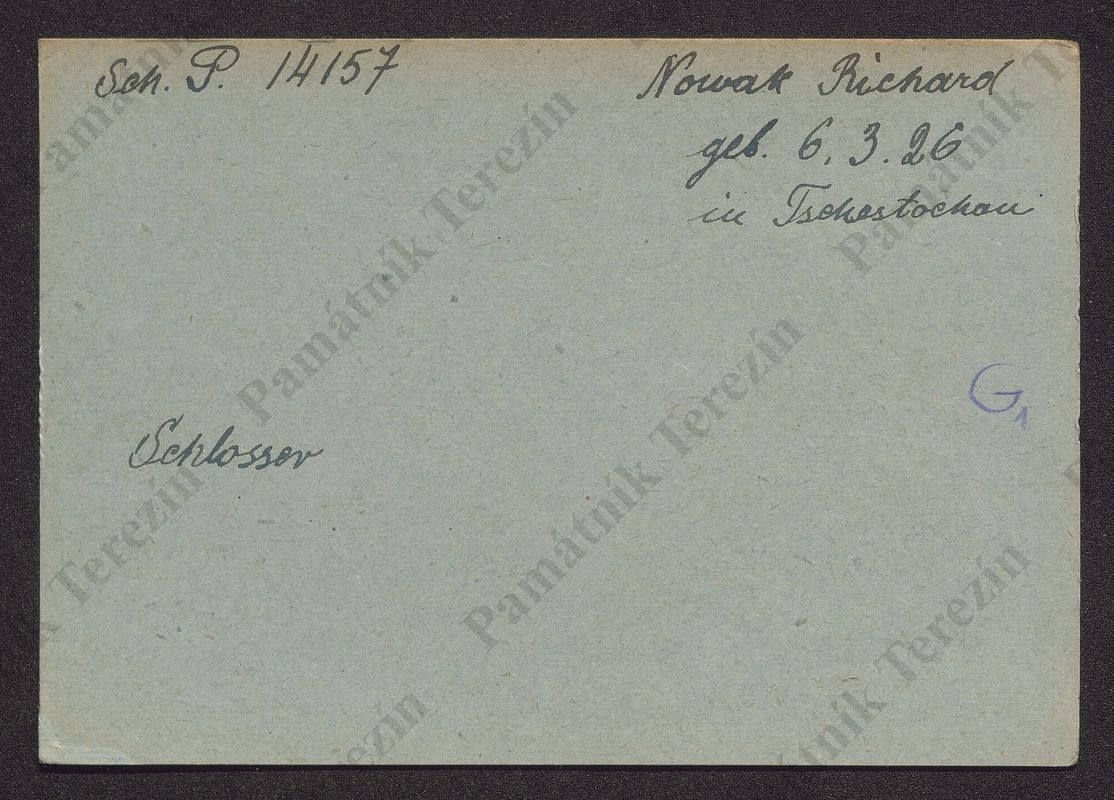 Sch. P. 14157
Nowak Richard
geb. 6. 3. 26
in Tschestochau
G1
Schlosser
Památník Terezín